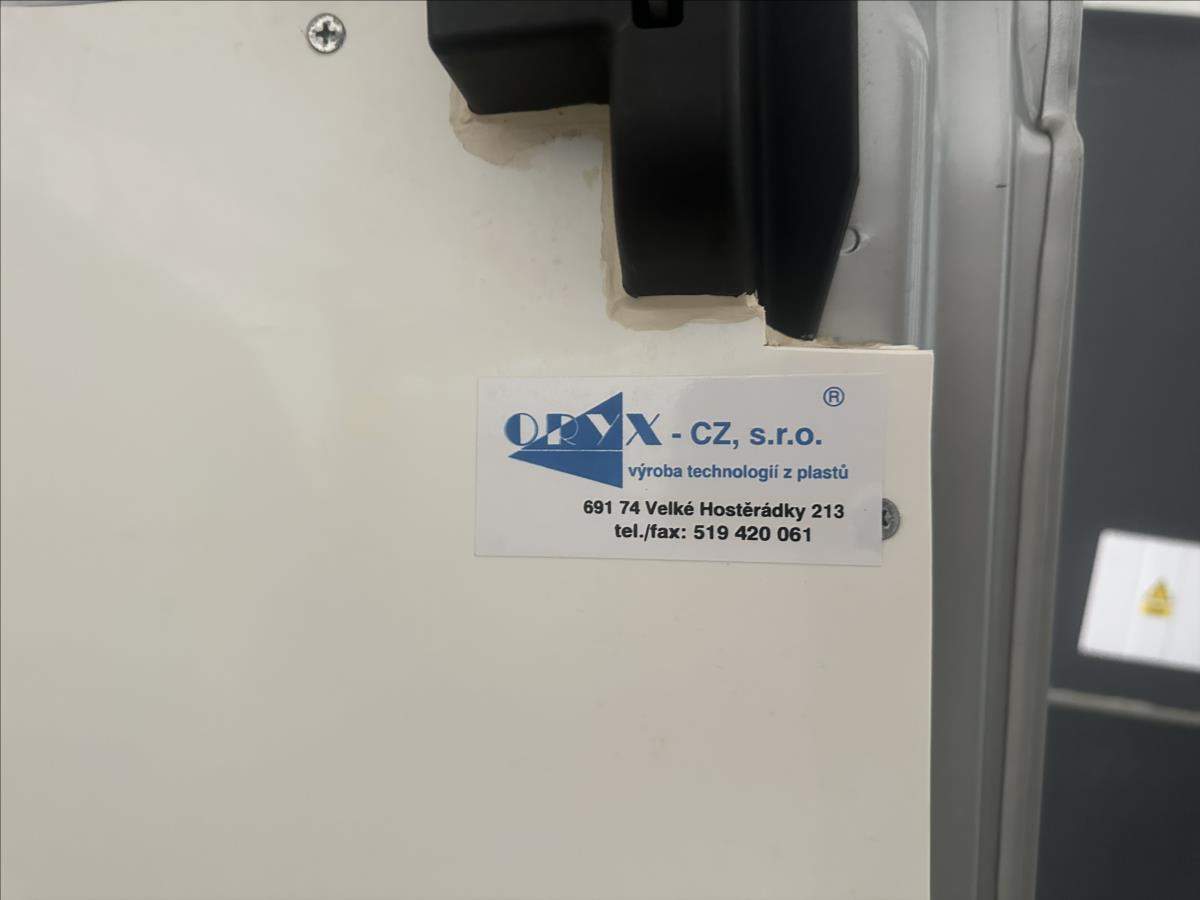 ORYX - CZ, s.r.o. ®
výroba technologií z plastů
691 74 Velké Hostěrádky 213
tel./fax: 519 420 061